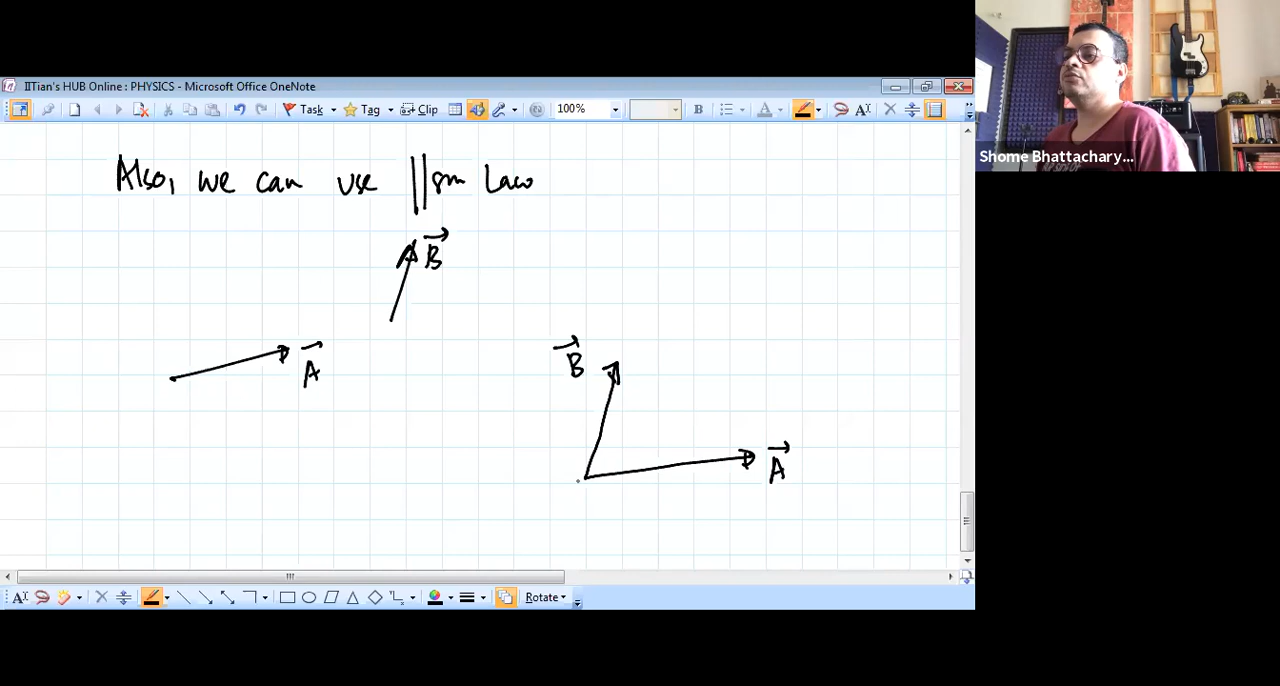 IITian's HUB Online : PHYSICS - Microsoft Office OneNote
Task Tag Clip 100% B A
Shome Bhattachary...
Also, we can use ||gm Law
B
A
B
A
Rotate